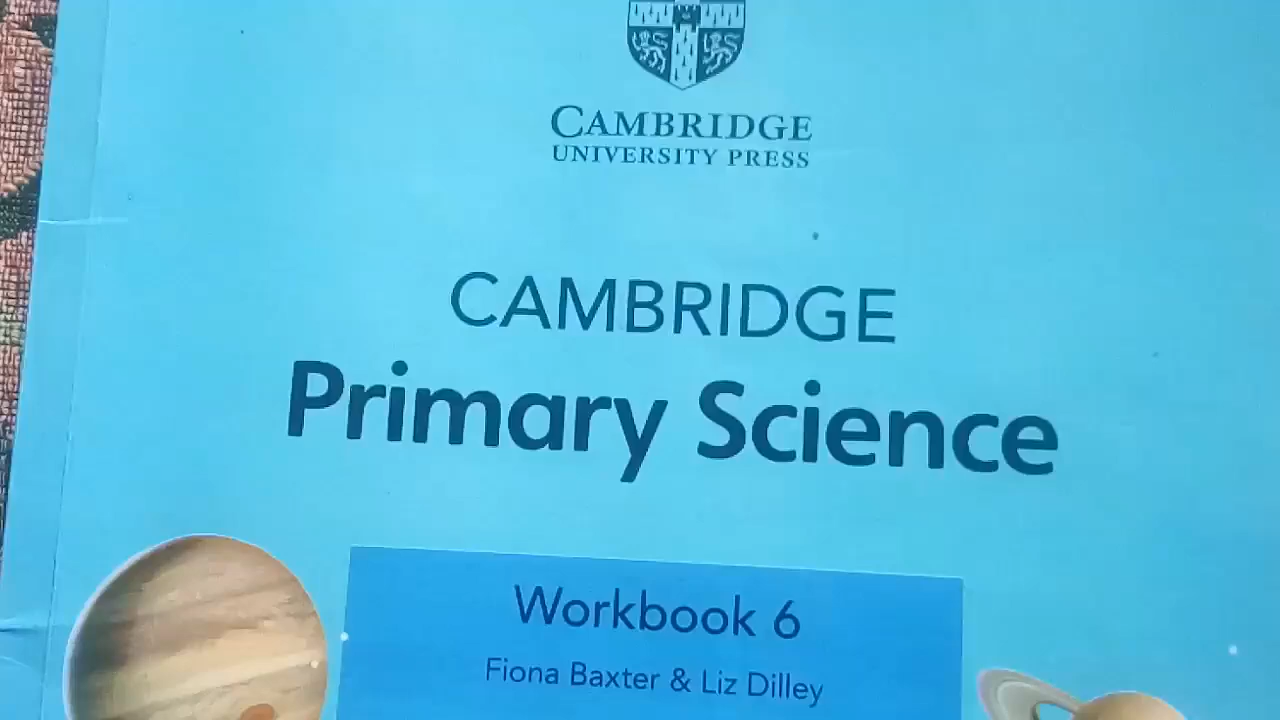 CAMBRIDGE
UNIVERSITY PRESS
CAMBRIDGE
Primary Science
Workbook 6
Fiona Baxter & Liz Dilley